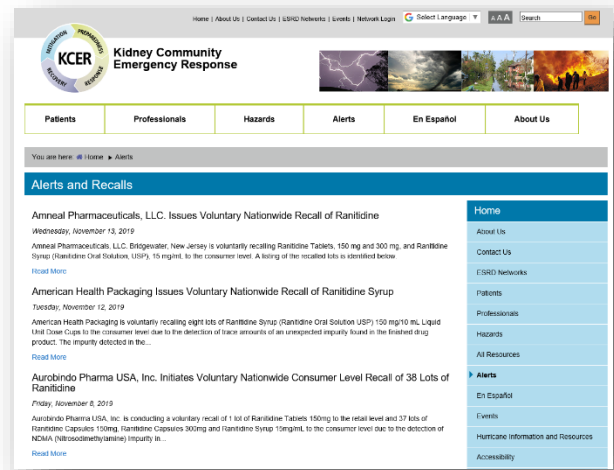 Home | About Us | Contact Us | ESRD Networks | Events | Network Login
Select Language ▼
A A A
Search
Go
MITIGATION PREPAREDNESS RESPONSE RECOVERY
KCER
Kidney Community
Emergency Response
Patients
Professionals
Hazards
Alerts
En Español
About Us
You are here: Home ▶ Alerts
Alerts and Recalls
Amneal Pharmaceuticals, LLC. Issues Voluntary Nationwide Recall of Ranitidine
Wednesday, November 13, 2019
Amneal Pharmaceuticals, LLC. Bridgewater, New Jersey is voluntarily recalling Ranitidine Tablets, 150 mg and 300 mg, and Ranitidine
Syrup (Ranitidine Oral Solution, USP), 15 mg/mL to the consumer level. A listing of the recalled lots is identified below.
Read More
American Health Packaging Issues Voluntary Nationwide Recall of Ranitidine Syrup
Tuesday, November 12, 2019
American Health Packaging is voluntarily recalling eight lots of Ranitidine Syrup (Ranitidine Oral Solution USP) 150 mg/10 mL Liquid
Unit Dose Cups to the consumer level due to the detection of trace amounts of an unexpected impurity found in the finished drug
product. The impurity detected in the...
Read More
Aurobindo Pharma USA, Inc. Initiates Voluntary Nationwide Consumer Level Recall of 38 Lots of
Ranitidine
Friday, November 8, 2019
Aurobindo Pharma USA, Inc. is conducting a voluntary recall of 1 lot of Ranitidine Tablets 150mg to the retail level and 37 lots of
Ranitidine Capsules 150mg, Ranitidine Capsules 300mg and Ranitidine Syrup 15mg/mL to the consumer level due to the detection of
NDMA (Nitrosodimethylamine) Impurity in...
Read More
Home
About Us
Contact Us
ESRD Networks
Patients
Professionals
Hazards
All Resources
Alerts
En Español
Events
Hurricane Information and Resources
Accessibility